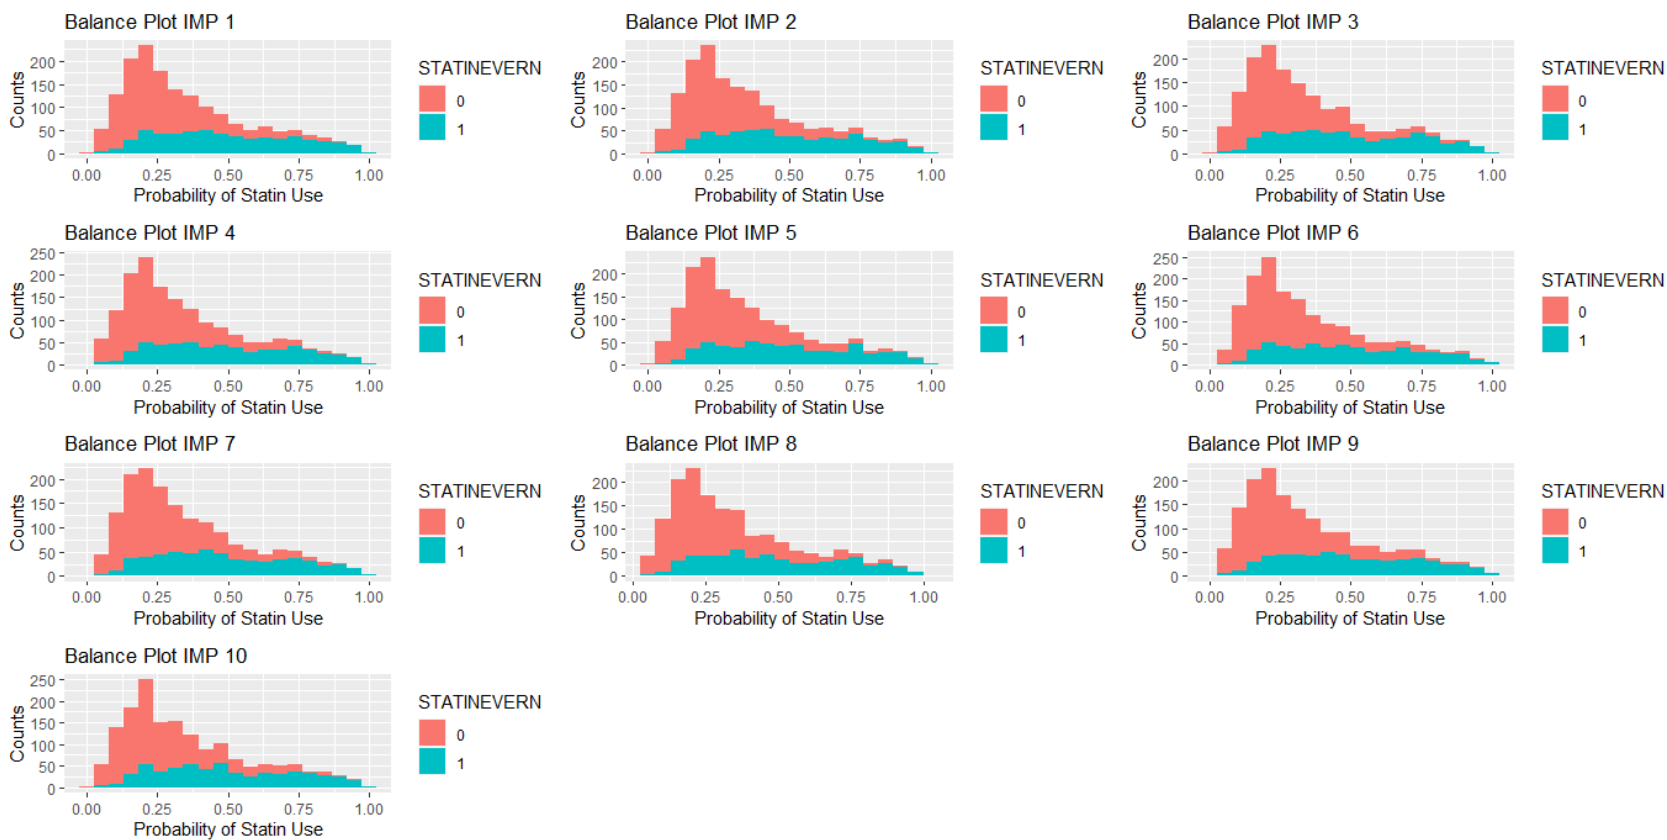 Balance Plot IMP 1
Counts
200
150
100
50
0
0.00 0.25 0.50 0.75 1.00
Probability of Statin Use
STATINEVERN
0
1
Balance Plot IMP 2
Counts
200
150
100
50
0
0.00 0.25 0.50 0.75 1.00
Probability of Statin Use
STATINEVERN
0
1
Balance Plot IMP 3
Counts
200
150
100
50
0
0.00 0.25 0.50 0.75 1.00
Probability of Statin Use
STATINEVERN
0
1
Balance Plot IMP 4
Counts
250
200
150
100
50
0
0.00 0.25 0.50 0.75 1.00
Probability of Statin Use
STATINEVERN
0
1
Balance Plot IMP 5
Counts
200
150
100
50
0
0.00 0.25 0.50 0.75 1.00
Probability of Statin Use
STATINEVERN
0
1
Balance Plot IMP 6
Counts
250
200
150
100
50
0
0.00 0.25 0.50 0.75 1.00
Probability of Statin Use
STATINEVERN
0
1
Balance Plot IMP 7
Counts
200
150
100
50
0
0.00 0.25 0.50 0.75 1.00
Probability of Statin Use
STATINEVERN
0
1
Balance Plot IMP 8
Counts
200
150
100
50
0
0.00 0.25 0.50 0.75 1.00
Probability of Statin Use
STATINEVERN
0
1
Balance Plot IMP 9
Counts
200
150
100
50
0
0.00 0.25 0.50 0.75 1.00
Probability of Statin Use
STATINEVERN
0
1
Balance Plot IMP 10
Counts
250
200
150
100
50
0
0.00 0.25 0.50 0.75 1.00
Probability of Statin Use
STATINEVERN
0
1